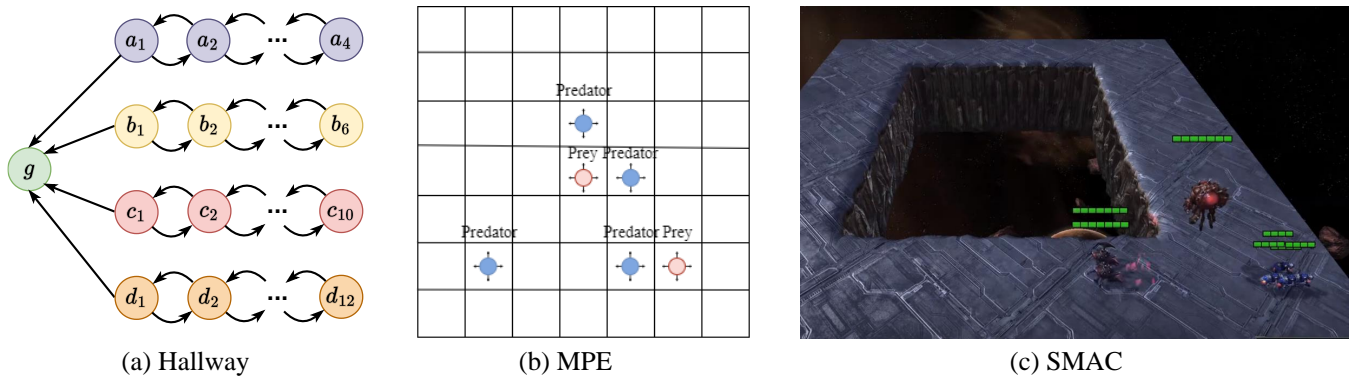 a1 a2 ... a4
b1 b2 ... b6
g
c1 c2 ... c10
d1 d2 ... d12
(a) Hallway
Predator
Prey Predator
Predator
Predator Prey
(b) MPE
(c) SMAC